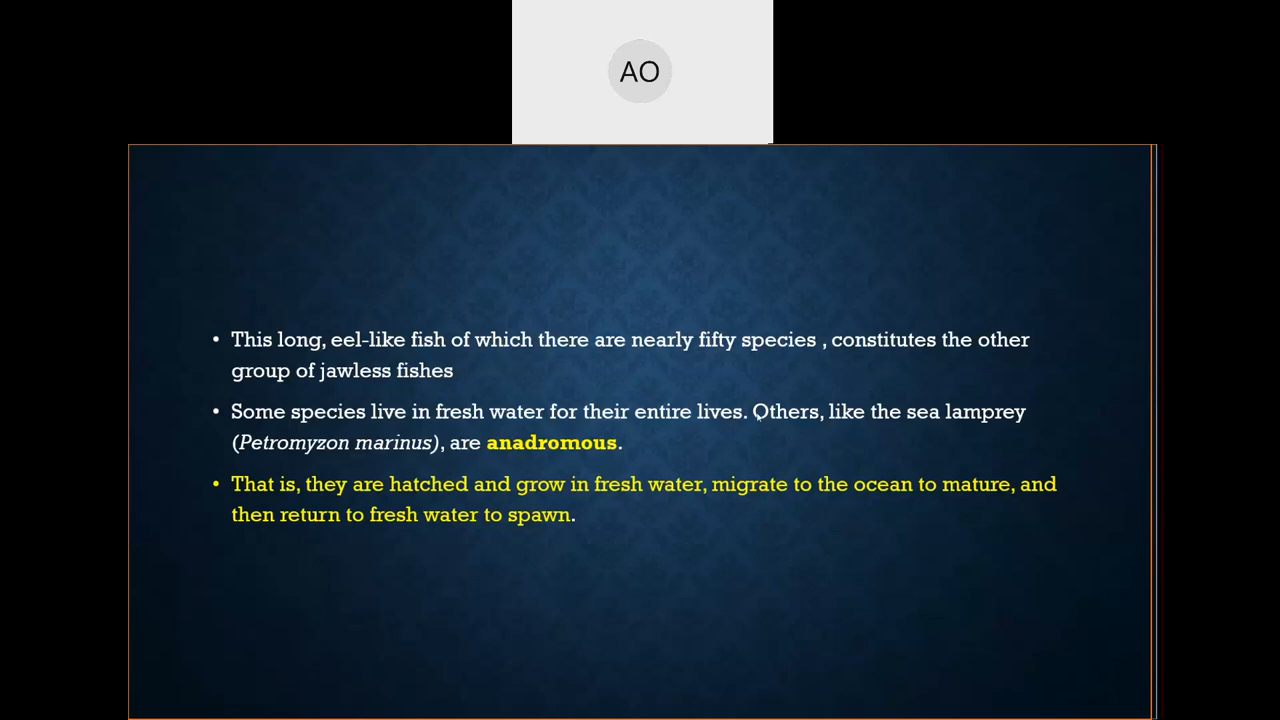 AO
• This long, eel-like fish of which there are nearly fifty species , constitutes the other
group of jawless fishes
• Some species live in fresh water for their entire lives. Others, like the sea lamprey
(Petromyzon marinus), are anadromous.
• That is, they are hatched and grow in fresh water, migrate to the ocean to mature, and
then return to fresh water to spawn.